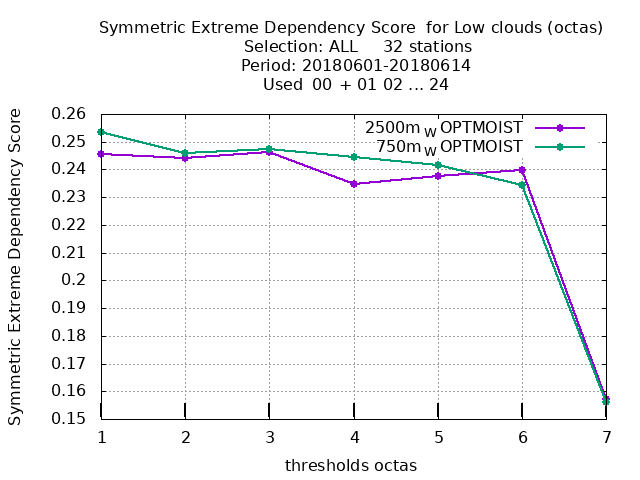 Symmetric Extreme Dependency Score for Low clouds (octas)
Selection: ALL 32 stations
Period: 20180601-20180614
Used 00 + 01 02 ... 24
Symmetric Extreme Dependency Score
0.26
0.25
0.24
0.23
0.22
0.21
0.2
0.19
0.18
0.17
0.16
0.15
2500m W OPTMOIST
750m W OPTMOIST
1 2 3 4 5 6 7
thresholds octas